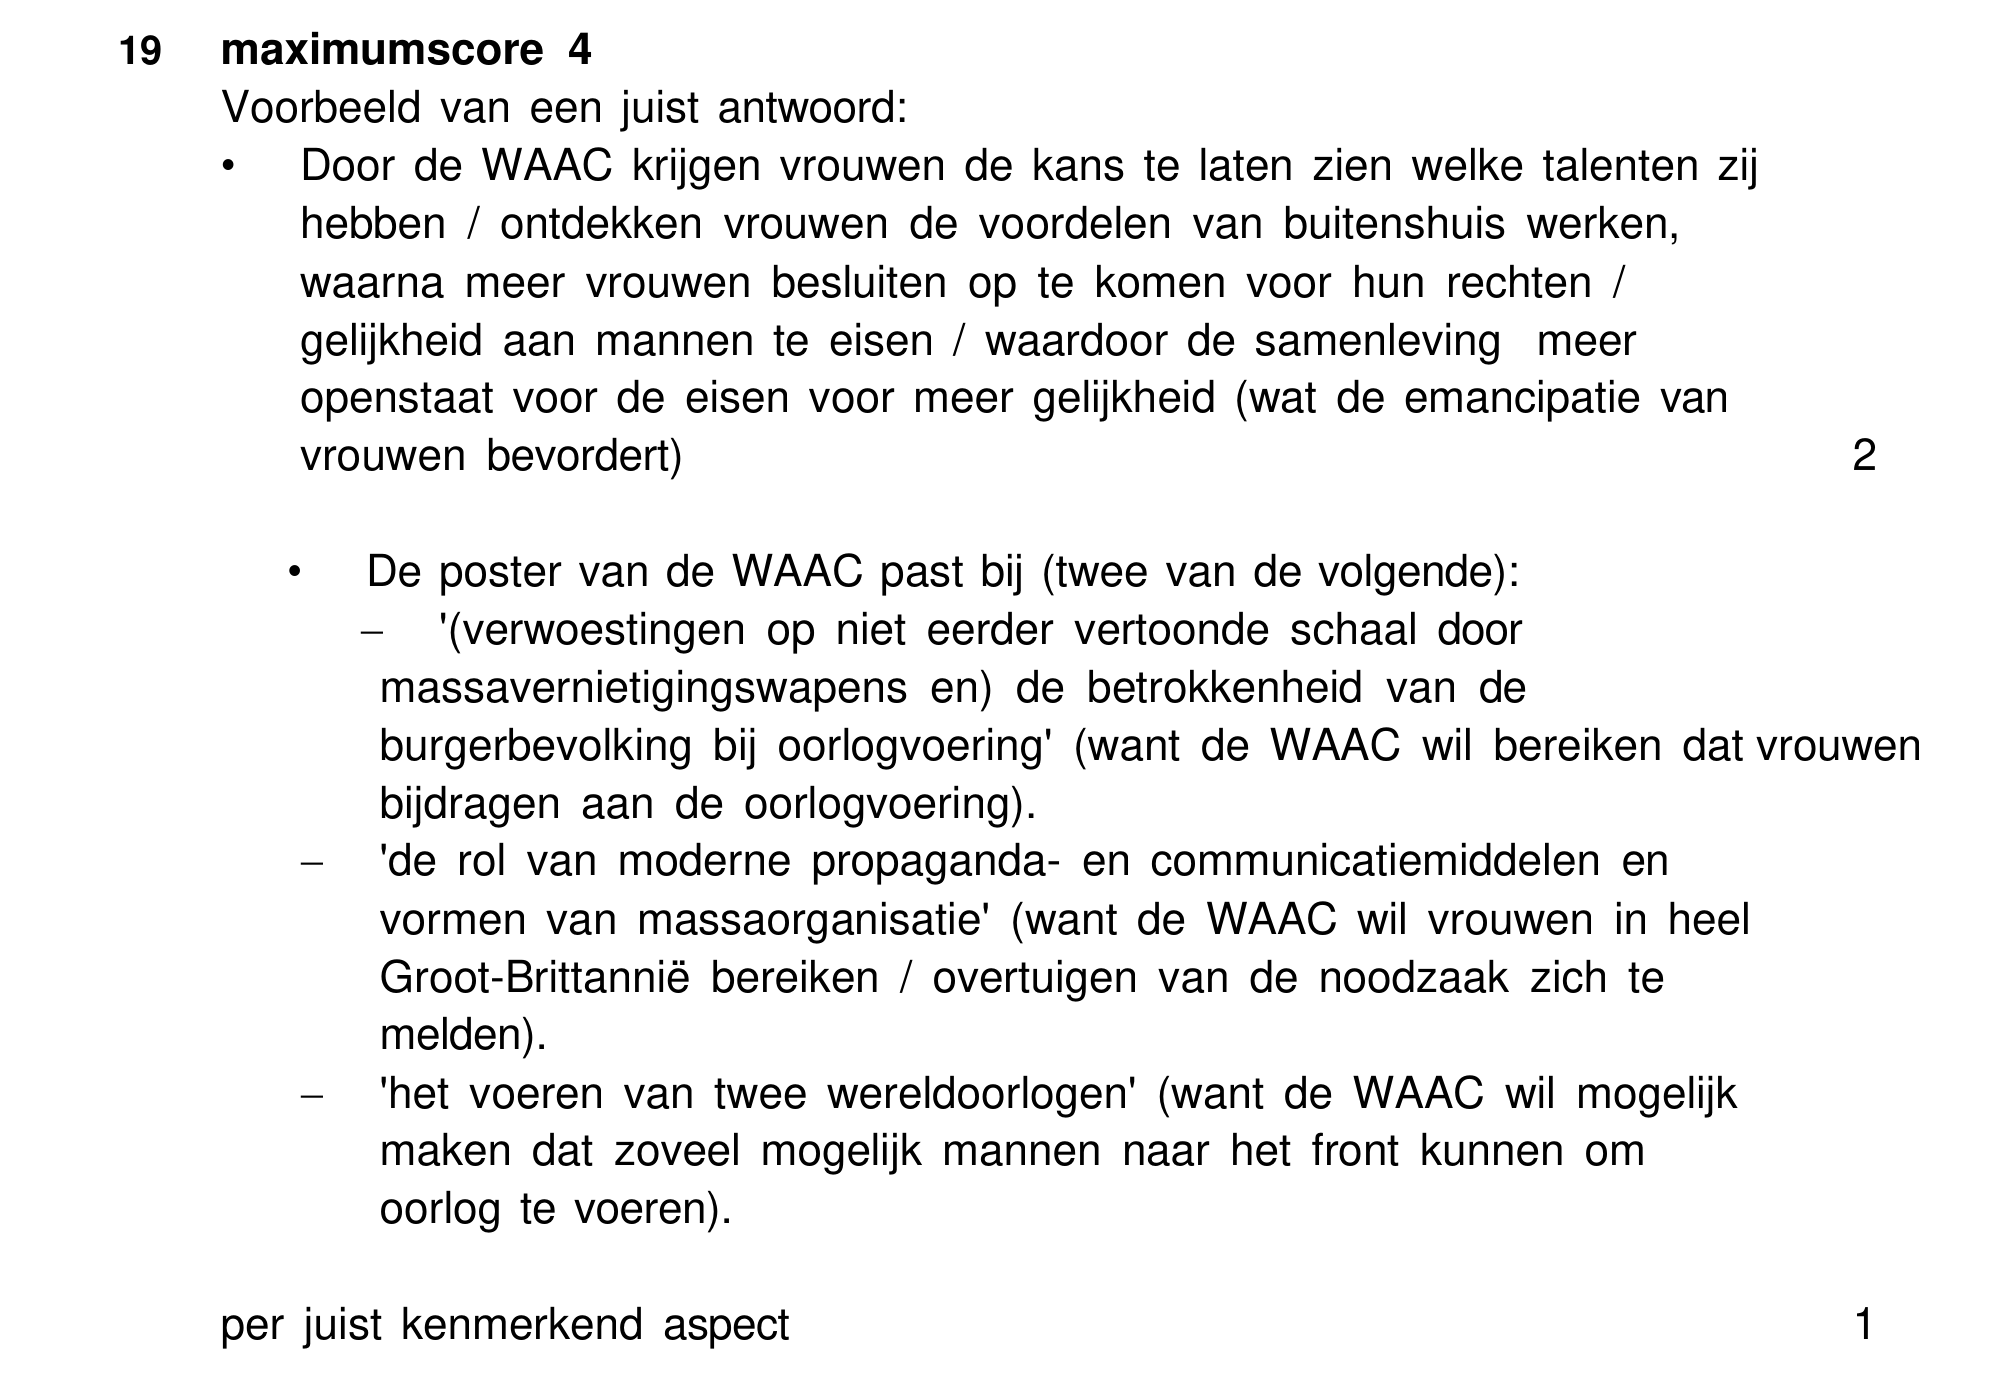 19 maximumscore 4
Voorbeeld van een juist antwoord:
• Door de WAAC krijgen vrouwen de kans te laten zien welke talenten zij
hebben / ontdekken vrouwen de voordelen van buitenshuis werken,
waarna meer vrouwen besluiten op te komen voor hun rechten /
gelijkheid aan mannen te eisen / waardoor de samenleving meer
openstaat voor de eisen voor meer gelijkheid (wat de emancipatie van
vrouwen bevordert) 2
• De poster van de WAAC past bij (twee van de volgende):
− '(verwoestingen op niet eerder vertoonde schaal door
massavernietigingswapens en) de betrokkenheid van de
burgerbevolking bij oorlogvoering' (want de WAAC wil bereiken dat vrouwen
bijdragen aan de oorlogvoering).
− 'de rol van moderne propaganda- en communicatiemiddelen en
vormen van massaorganisatie' (want de WAAC wil vrouwen in heel
Groot-Brittannië bereiken / overtuigen van de noodzaak zich te
melden).
− 'het voeren van twee wereldoorlogen' (want de WAAC wil mogelijk
maken dat zoveel mogelijk mannen naar het front kunnen om
oorlog te voeren).
per juist kenmerkend aspect 1